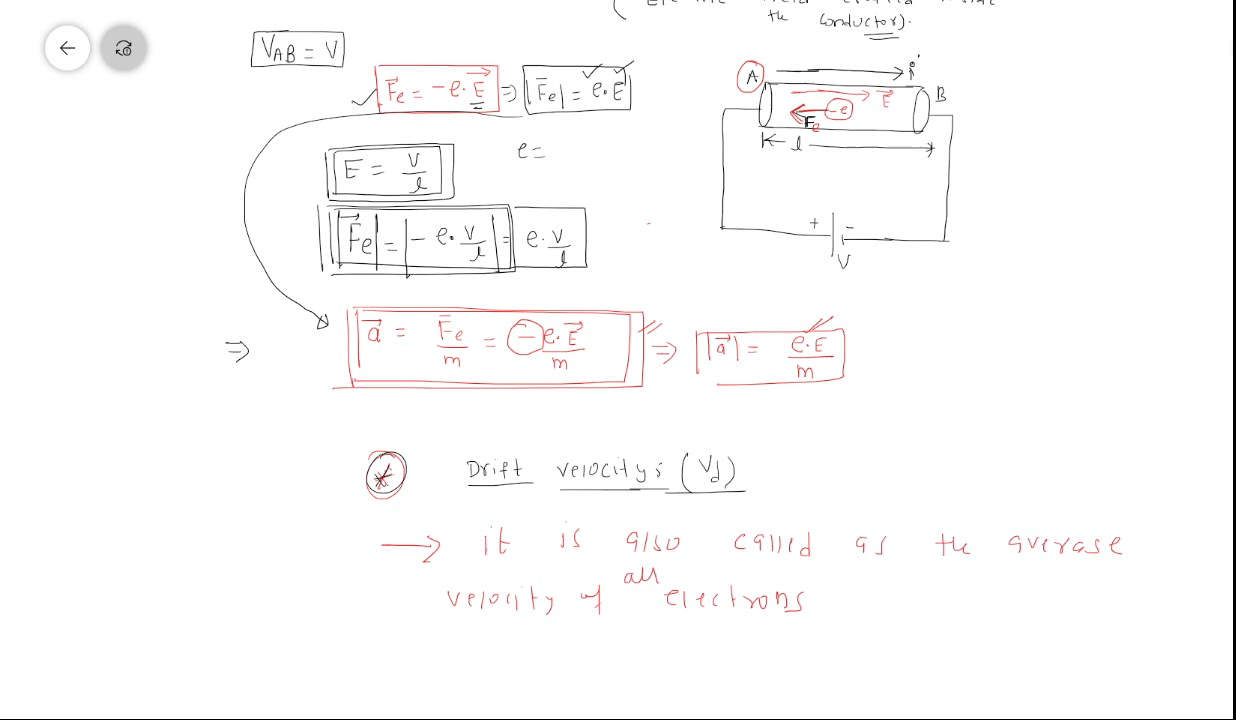 the conductor).
V_AB = V
F⃗e = -e.E⃗ ⇒ |F̄e| = e.E⃗
A i
B
E⃗
-e
Fe
l
e=
E = V/l
|F⃗e| = |-e.V/l| = e.V/l
+ -
V
⇒ a⃗ = F̄e/m = -e.E⃗/m ⇒ |a⃗| = e.E/m
* Drift velocity: (Vd)
→ it is also called as the average
velocity of all electrons